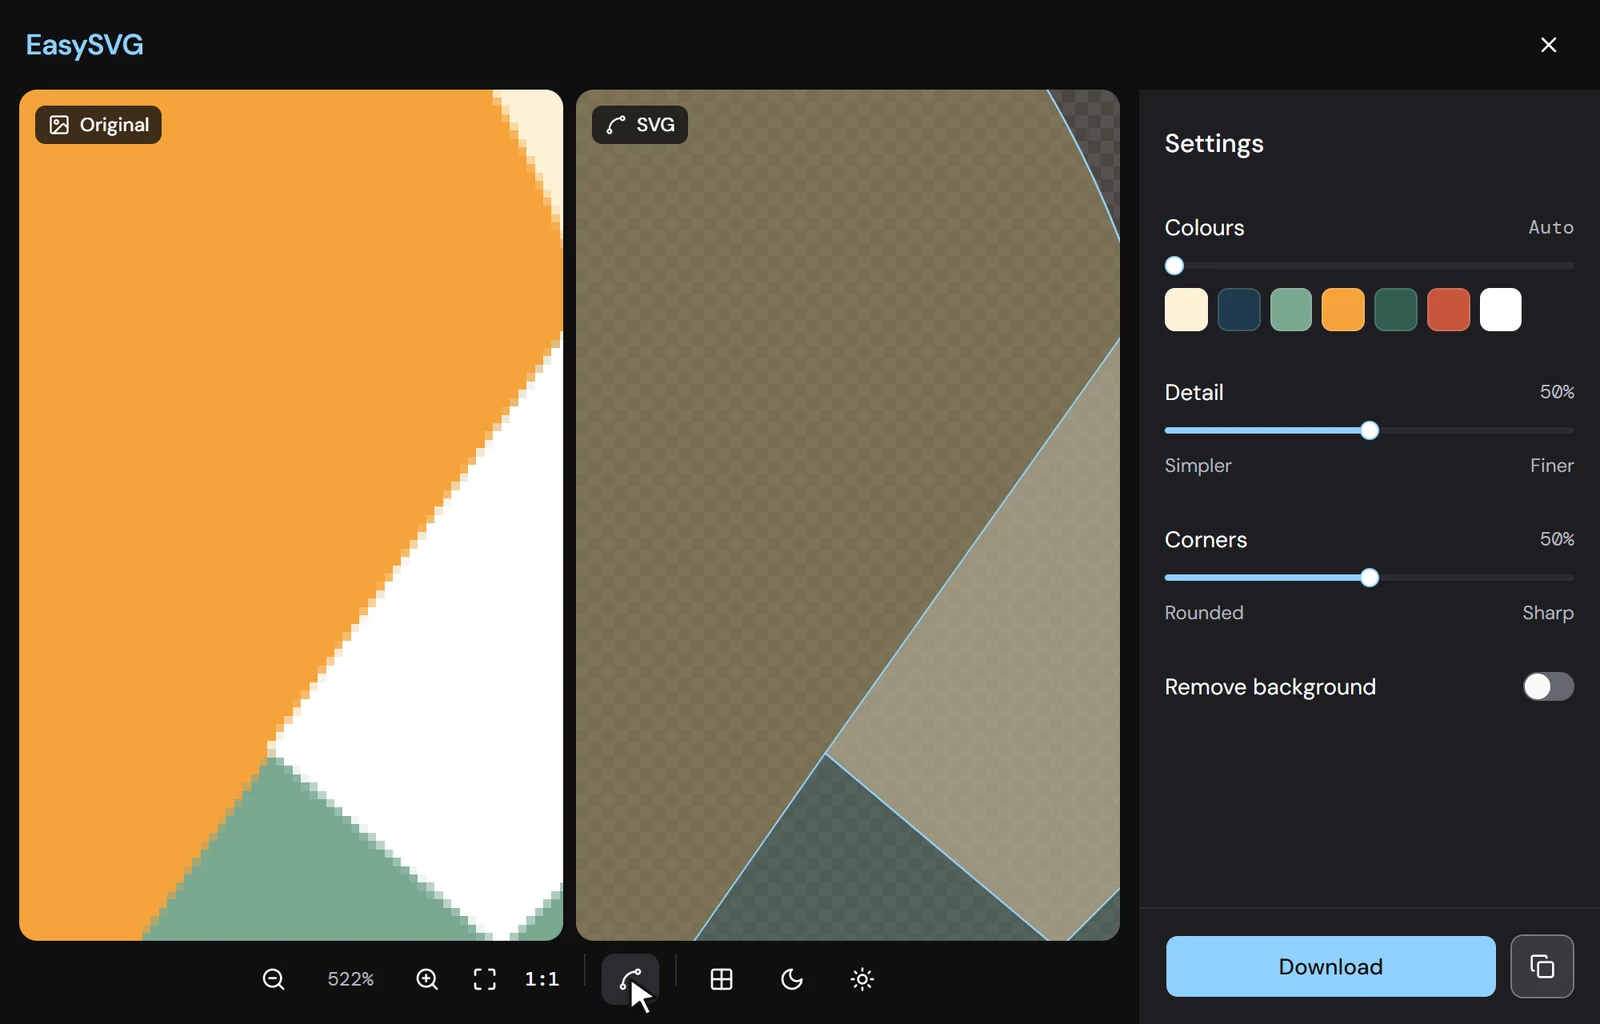 EasySVG
Original
SVG
Settings
Colours
Auto
Detail
50%
Simpler
Finer
Corners
50%
Rounded
Sharp
Remove background
522%
1:1
Download